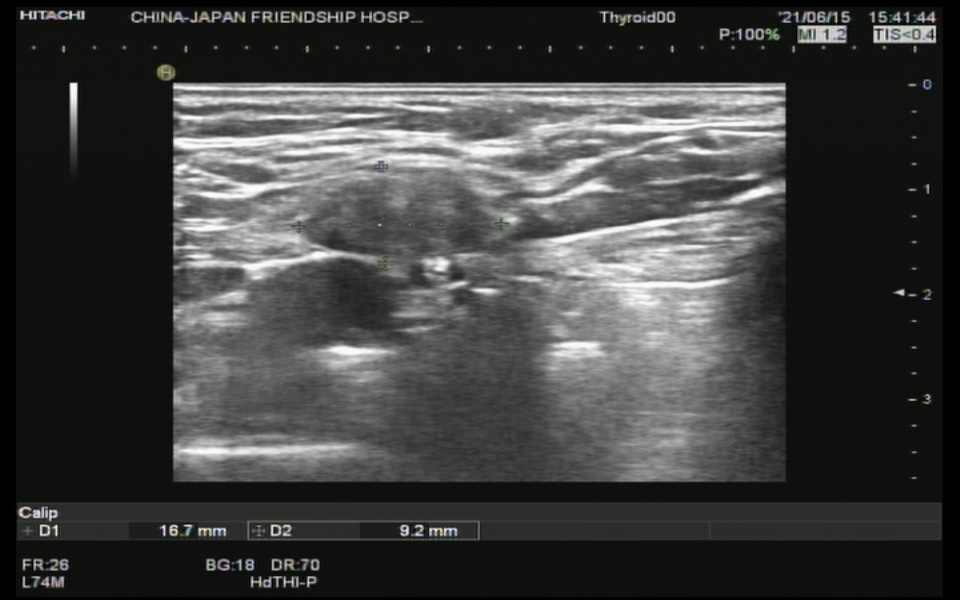 HITACHI CHINA-JAPAN FRIENDSHIP HOSP... Thyroid00 '21/06/15 15:41:44
P:100% MI 1.2 TIS<0.4
H
0
1
2
3
Calip
D1 16.7 mm D2 9.2 mm
FR:26 BG:18 DR:70
L74M HdTHI-P